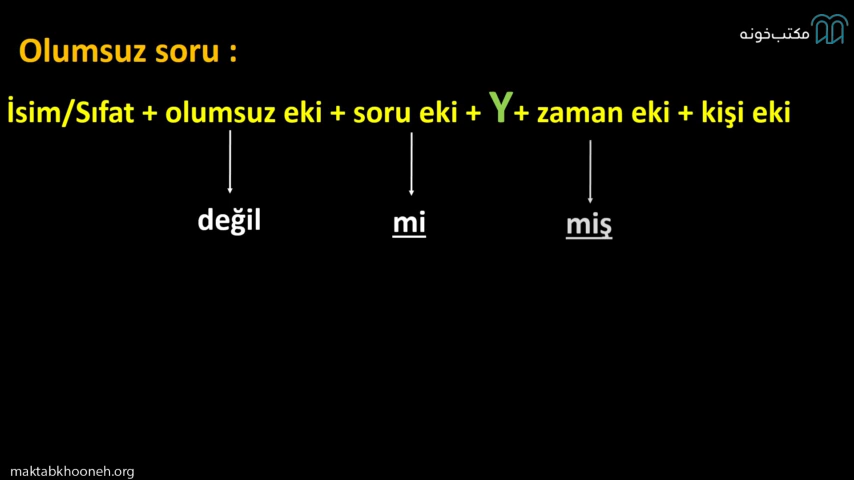 مکتب‌خونه
Olumsuz soru :
İsim/Sıfat + olumsuz eki + soru eki + Y+ zaman eki + kişi eki
değil mi miş
maktabkhooneh.org